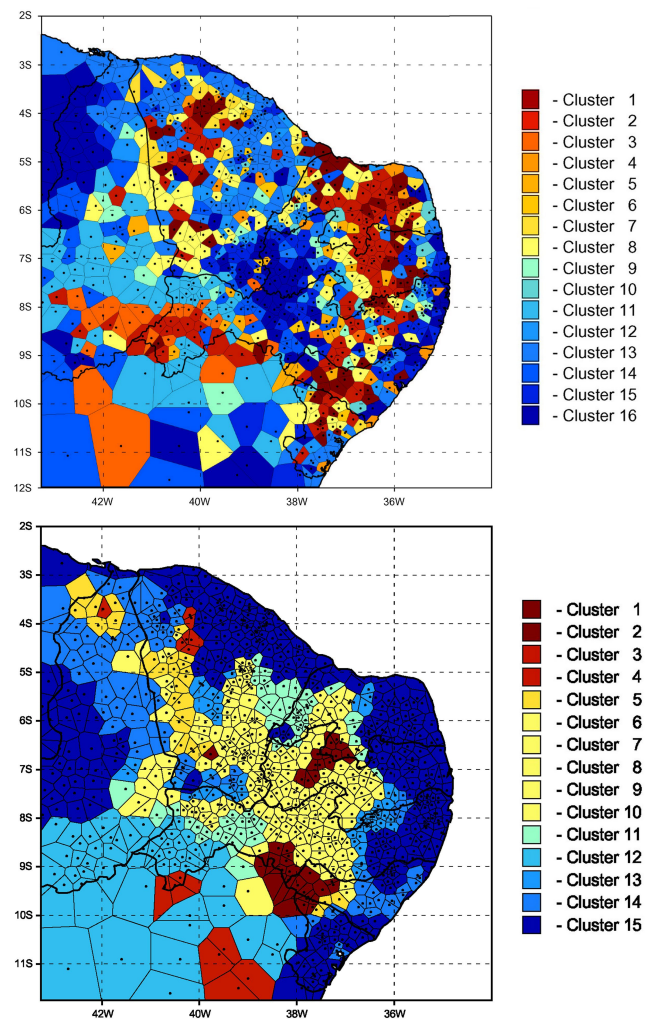 2S
3S
4S
5S
6S
7S
8S
9S
10S
11S
12S
42W 40W 38W 36W
- Cluster 1
- Cluster 2
- Cluster 3
- Cluster 4
- Cluster 5
- Cluster 6
- Cluster 7
- Cluster 8
- Cluster 9
- Cluster 10
- Cluster 11
- Cluster 12
- Cluster 13
- Cluster 14
- Cluster 15
- Cluster 16
2S
3S
4S
5S
6S
7S
8S
9S
10S
11S
42W 40W 38W 36W
- Cluster 1
- Cluster 2
- Cluster 3
- Cluster 4
- Cluster 5
- Cluster 6
- Cluster 7
- Cluster 8
- Cluster 9
- Cluster 10
- Cluster 11
- Cluster 12
- Cluster 13
- Cluster 14
- Cluster 15